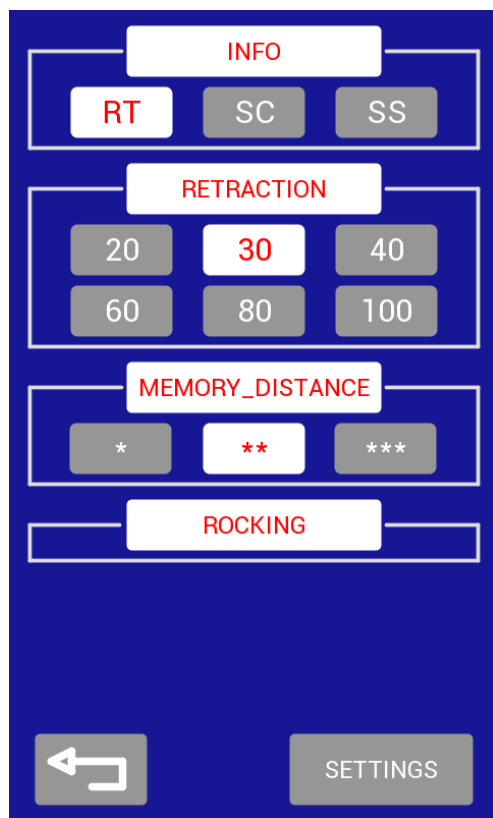 INFO
RT SC SS
RETRACTION
20 30 40
60 80 100
MEMORY_DISTANCE
* ** ***
ROCKING
SETTINGS